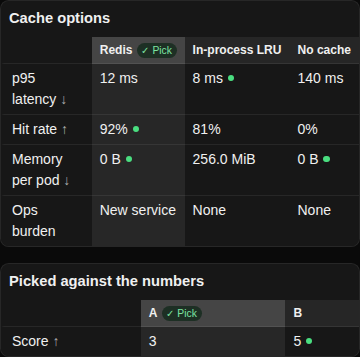 Cache options
Redis ✓ Pick In-process LRU No cache
p95 12 ms 8 ms 140 ms
latency ↓
Hit rate ↑ 92% 81% 0%
Memory 0 B 256.0 MiB 0 B
per pod ↓
Ops New service None None
burden
Picked against the numbers
A ✓ Pick B
Score ↑ 3 5